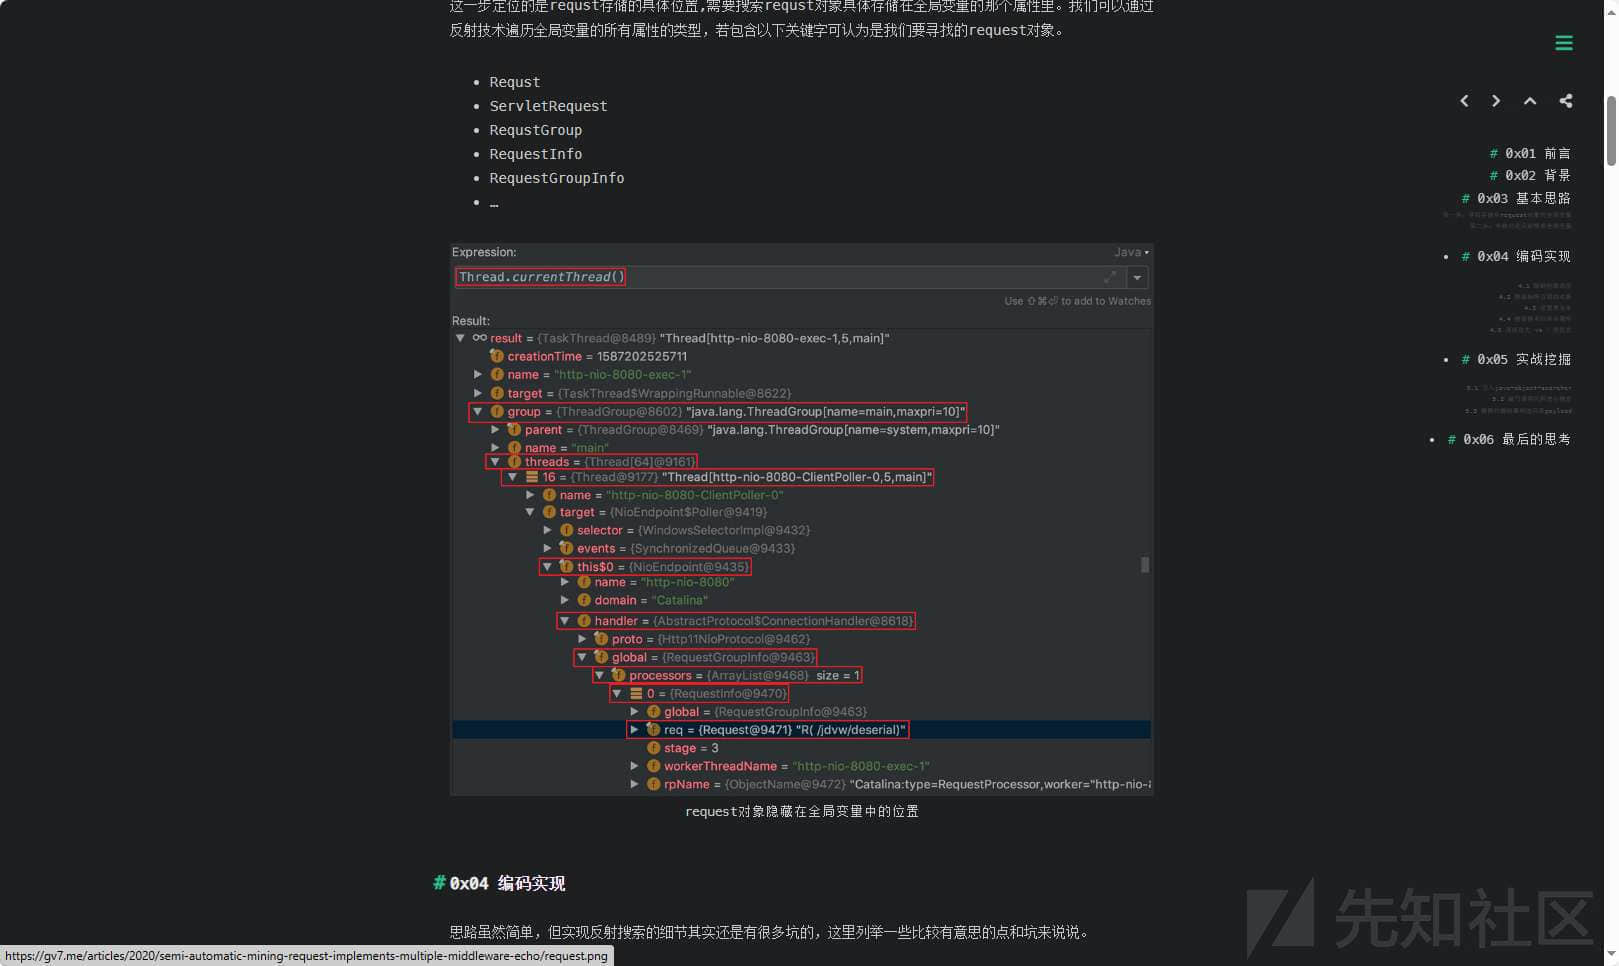 这一步定位的是requst存储的具体位置,需要搜索requst对象具体存储在全局变量的那个属性里。我们可以通过
反射技术遍历全局变量的所有属性的类型，若包含以下关键字可认为是我们要寻找的request对象。
• Requst
• ServletRequest
• RequstGroup
• RequestInfo
• RequestGroupInfo
• …
# 0x01 前言
# 0x02 背景
# 0x03 基本思路
• # 0x04 编码实现
• # 0x05 实战挖掘
• # 0x06 最后的思考
Expression:
Java
Thread.currentThread()
Use ⇧⌘⏎ to add to Watches
Result:
result = {TaskThread@8489} "Thread[http-nio-8080-exec-1,5,main]"
creationTime = 1587202525711
name = "http-nio-8080-exec-1"
target = {TaskThread$WrappingRunnable@8622}
group = {ThreadGroup@8602} "java.lang.ThreadGroup[name=main,maxpri=10]"
parent = {ThreadGroup@8469} "java.lang.ThreadGroup[name=system,maxpri=10]"
name = "main"
threads = {Thread[64]@9161}
16 = {Thread@9177} "Thread[http-nio-8080-ClientPoller-0,5,main]"
name = "http-nio-8080-ClientPoller-0"
target = {NioEndpoint$Poller@9419}
selector = {WindowsSelectorImpl@9432}
events = {SynchronizedQueue@9433}
this$0 = {NioEndpoint@9435}
name = "http-nio-8080"
domain = "Catalina"
handler = {AbstractProtocol$ConnectionHandler@8618}
proto = {Http11NioProtocol@9462}
global = {RequestGroupInfo@9463}
processors = {ArrayList@9468} size = 1
0 = {RequestInfo@9470}
global = {RequestGroupInfo@9463}
req = {Request@9471} "R( /jdvw/deserial)"
stage = 3
workerThreadName = "http-nio-8080-exec-1"
rpName = {ObjectName@9472} "Catalina:type=RequestProcessor,worker="http-nio-8
request对象隐藏在全局变量中的位置
# 0x04 编码实现
思路虽然简单，但实现反射搜索的细节其实还是有很多坑的，这里列举一些比较有意思的点和坑来说说。
先知社区
https://gv7.me/articles/2020/semi-automatic-mining-request-implements-multiple-middleware-echo/request.png